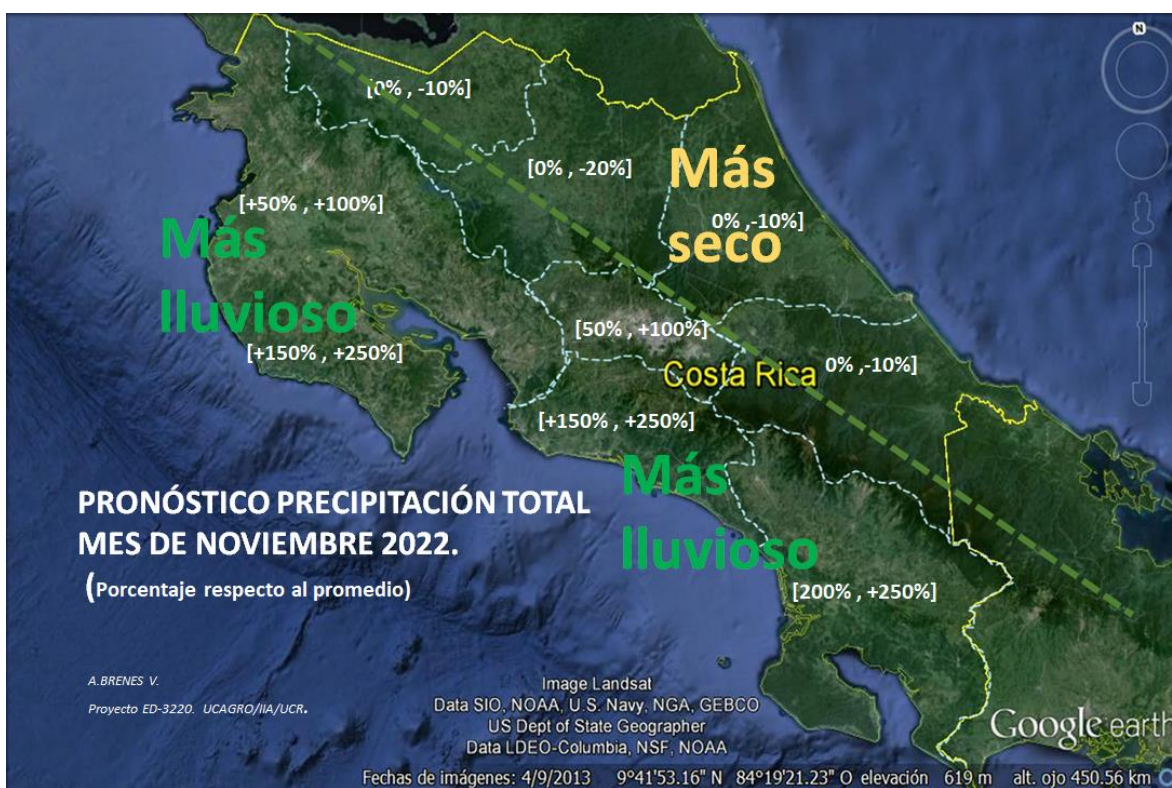 N
[0% , -10%]
[0% , -20%]
Más
seco
0% ,-10%]
[+50% , +100%]
Más
lluvioso
[+150% , +250%]
[50% , +100%]
Costa Rica
0% ,-10%]
[+150% , +250%]
Más
lluvioso
[200% , +250%]
PRONÓSTICO PRECIPITACIÓN TOTAL
MES DE NOVIEMBRE 2022.
(Porcentaje respecto al promedio)
A.BRENES V.
Proyecto ED-3220. UCAGRO/IIA/UCR.
Image Landsat
Data SIO, NOAA, U.S. Navy, NGA, GEBCO
US Dept of State Geographer
Data LDEO-Columbia, NSF, NOAA
Google earth
Fechas de imágenes: 4/9/2013 9°41'53.16" N 84°19'21.23" O elevación 619 m alt. ojo 450.56 km